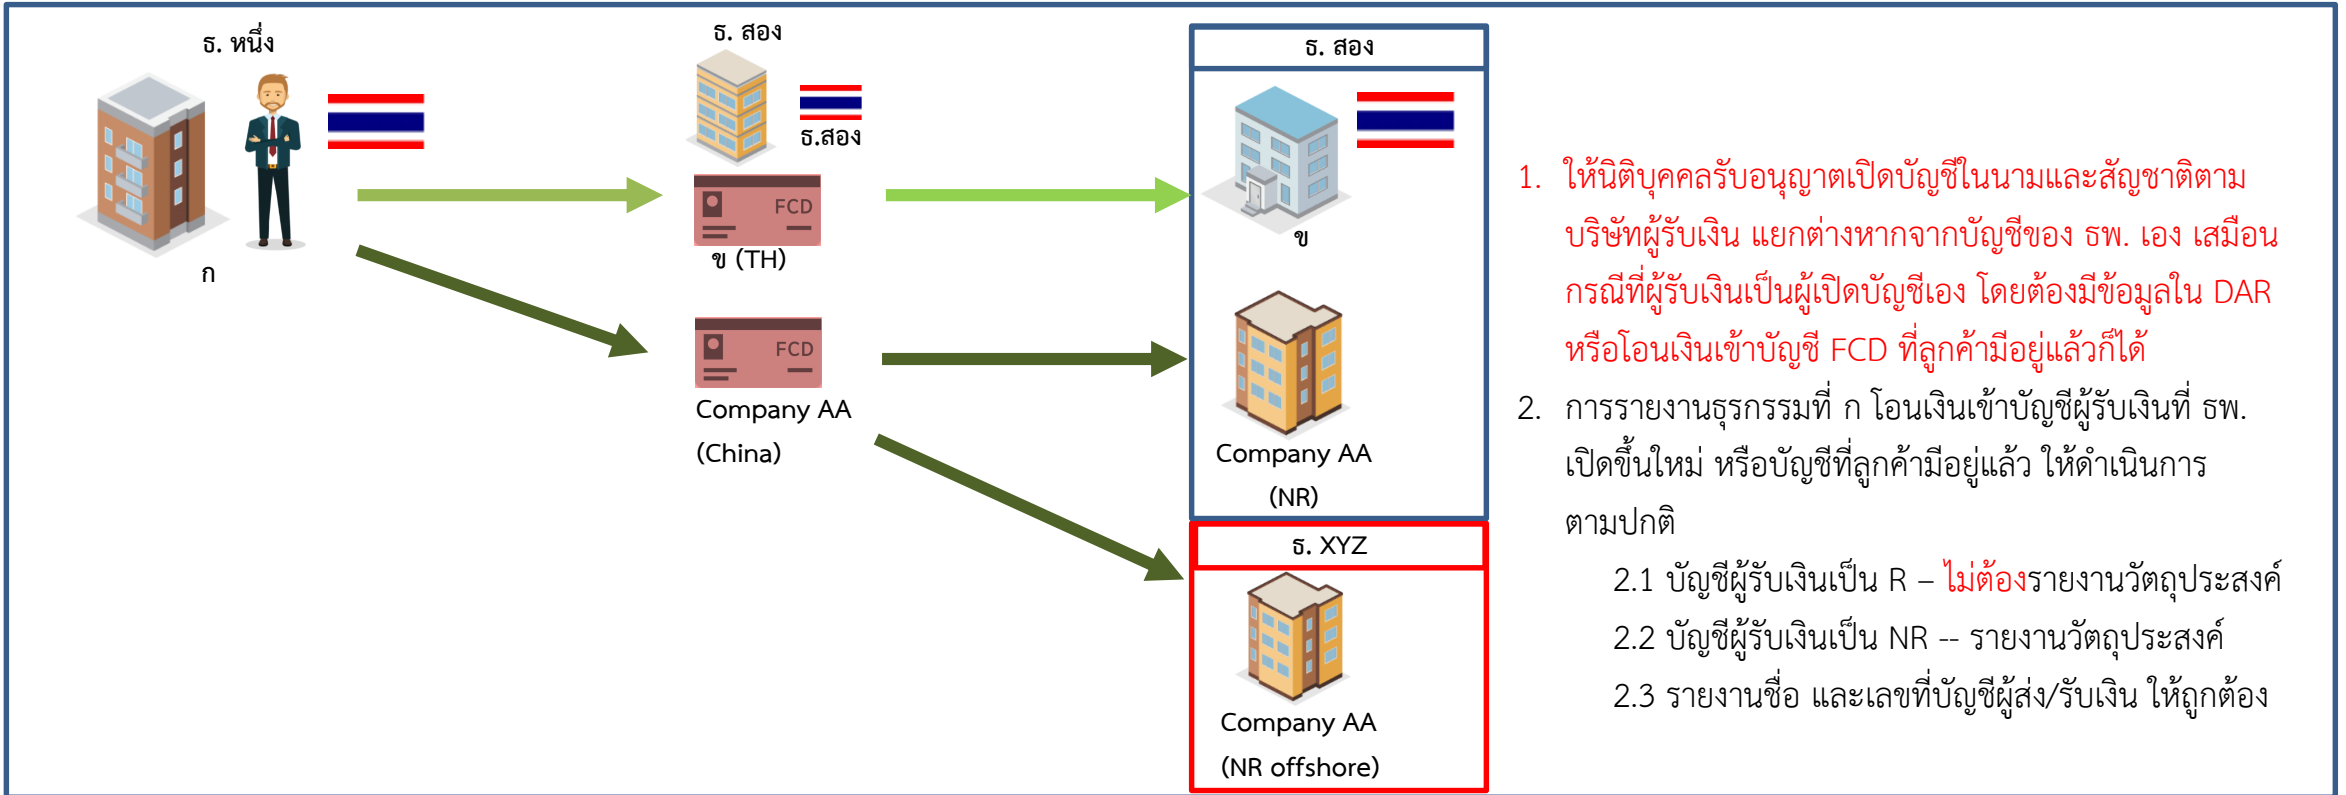 ธ. หนึ่ง
ก
ธ. สอง
ธ.สอง
FCD
ข (TH)
FCD
Company AA
(China)
ธ. สอง
ข
Company AA
(NR)
ธ. XYZ
Company AA
(NR offshore)
1. ให้นิติบุคคลรับอนุญาตเปิดบัญชีในนามและสัญชาติตาม
บริษัทผู้รับเงิน แยกต่างหากจากบัญชีของ ธพ. เอง เสมือน
กรณีที่ผู้รับเงินเป็นผู้เปิดบัญชีเอง โดยต้องมีข้อมูลใน DAR
หรือโอนเงินเข้าบัญชี FCD ที่ลูกค้ามีอยู่แล้วก็ได้
2. การรายงานธุรกรรมที่ ก โอนเงินเข้าบัญชีผู้รับเงินที่ ธพ.
เปิดขึ้นใหม่ หรือบัญชีที่ลูกค้ามีอยู่แล้ว ให้ดำเนินการ
ตามปกติ
2.1 บัญชีผู้รับเงินเป็น R – ไม่ต้องรายงานวัตถุประสงค์
2.2 บัญชีผู้รับเงินเป็น NR -- รายงานวัตถุประสงค์
2.3 รายงานชื่อ และเลขที่บัญชีผู้ส่ง/รับเงิน ให้ถูกต้อง